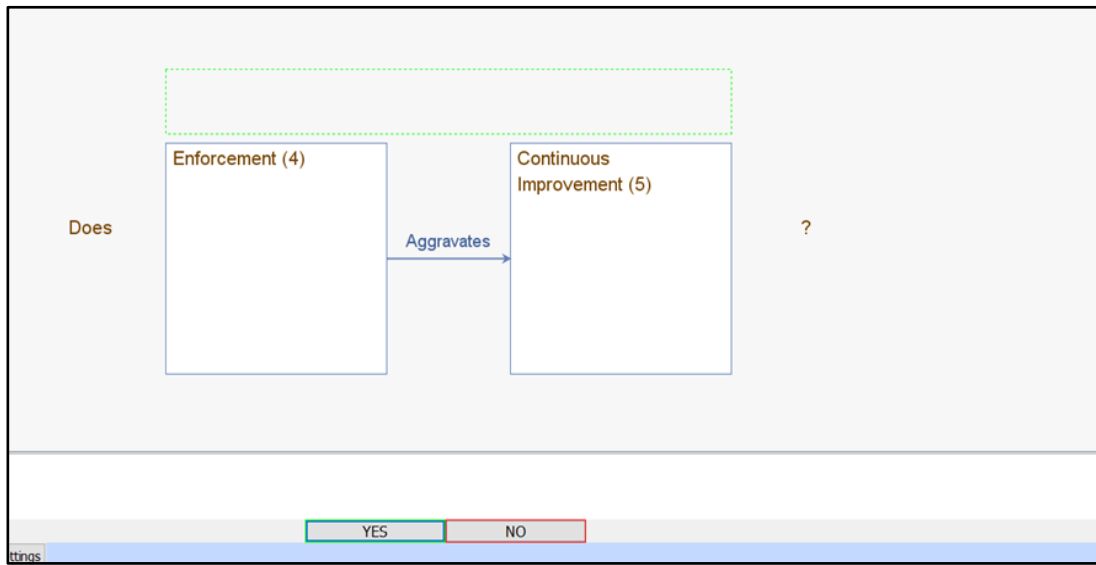 Enforcement (4)
Continuous
Improvement (5)
Does
Aggravates
?
YES
NO
ttings